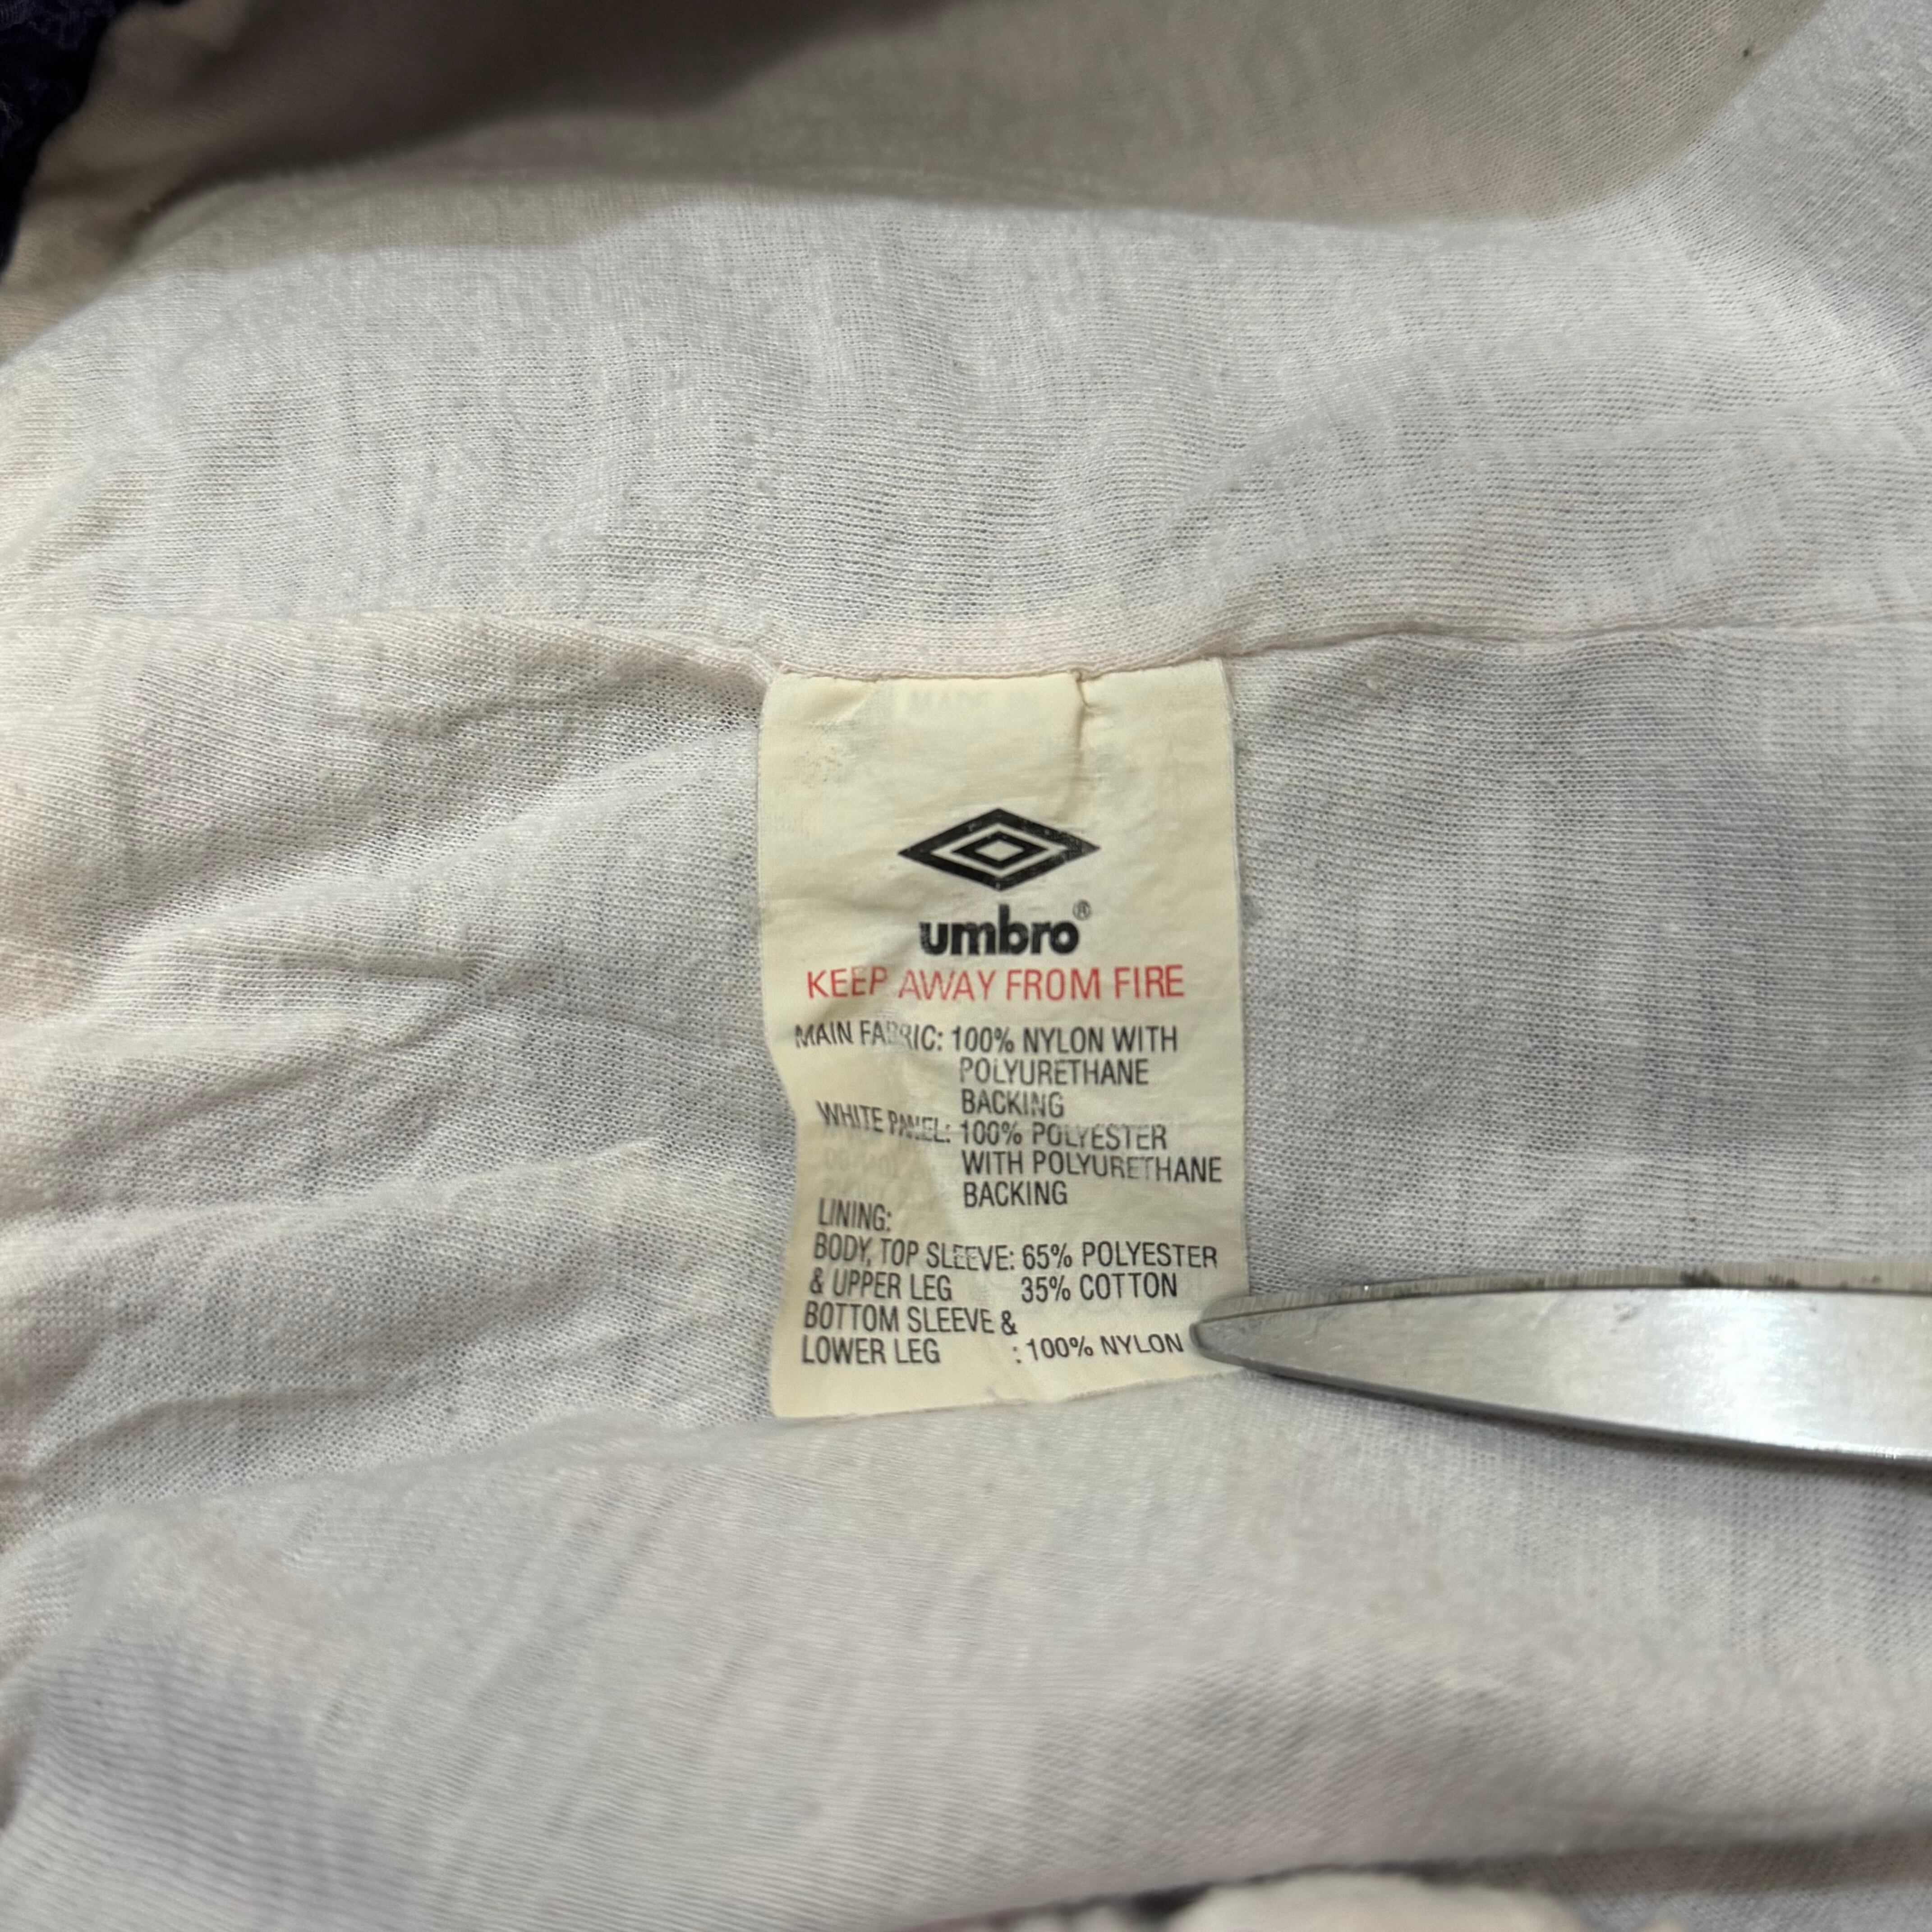 umbro®
KEEP AWAY FROM FIRE
MAIN FABRIC: 100% NYLON WITH
POLYURETHANE
BACKING
WHITE PANEL: 100% POLYESTER
WITH POLYURETHANE
BACKING
LINING:
BODY, TOP SLEEVE: 65% POLYESTER
& UPPER LEG 35% COTTON
BOTTOM SLEEVE &
LOWER LEG : 100% NYLON